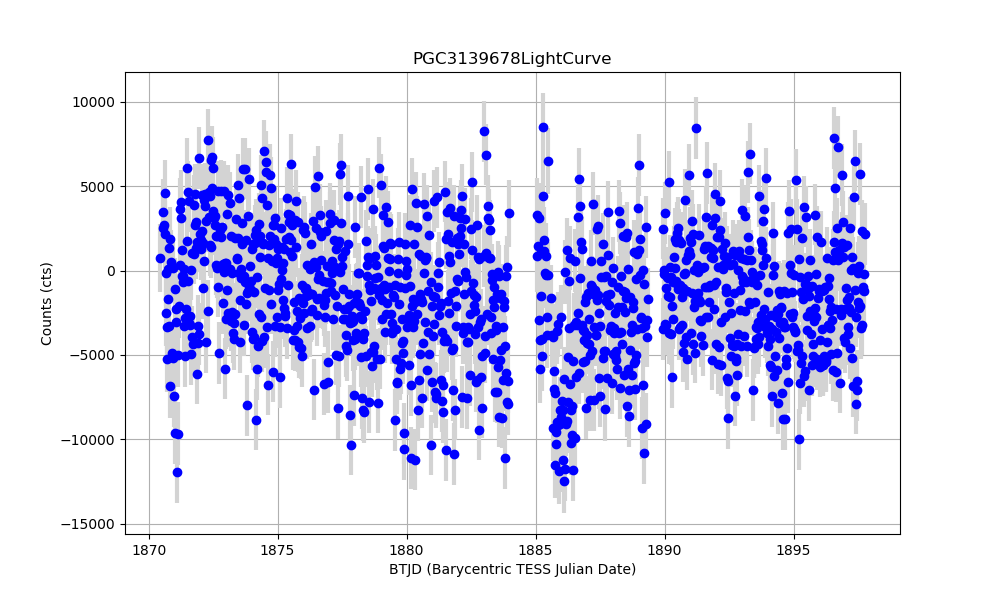 PGC3139678LightCurve
10000
5000
0
−5000
−10000
−15000
Counts (cts)
1870 1875 1880 1885 1890 1895
BTJD (Barycentric TESS Julian Date)